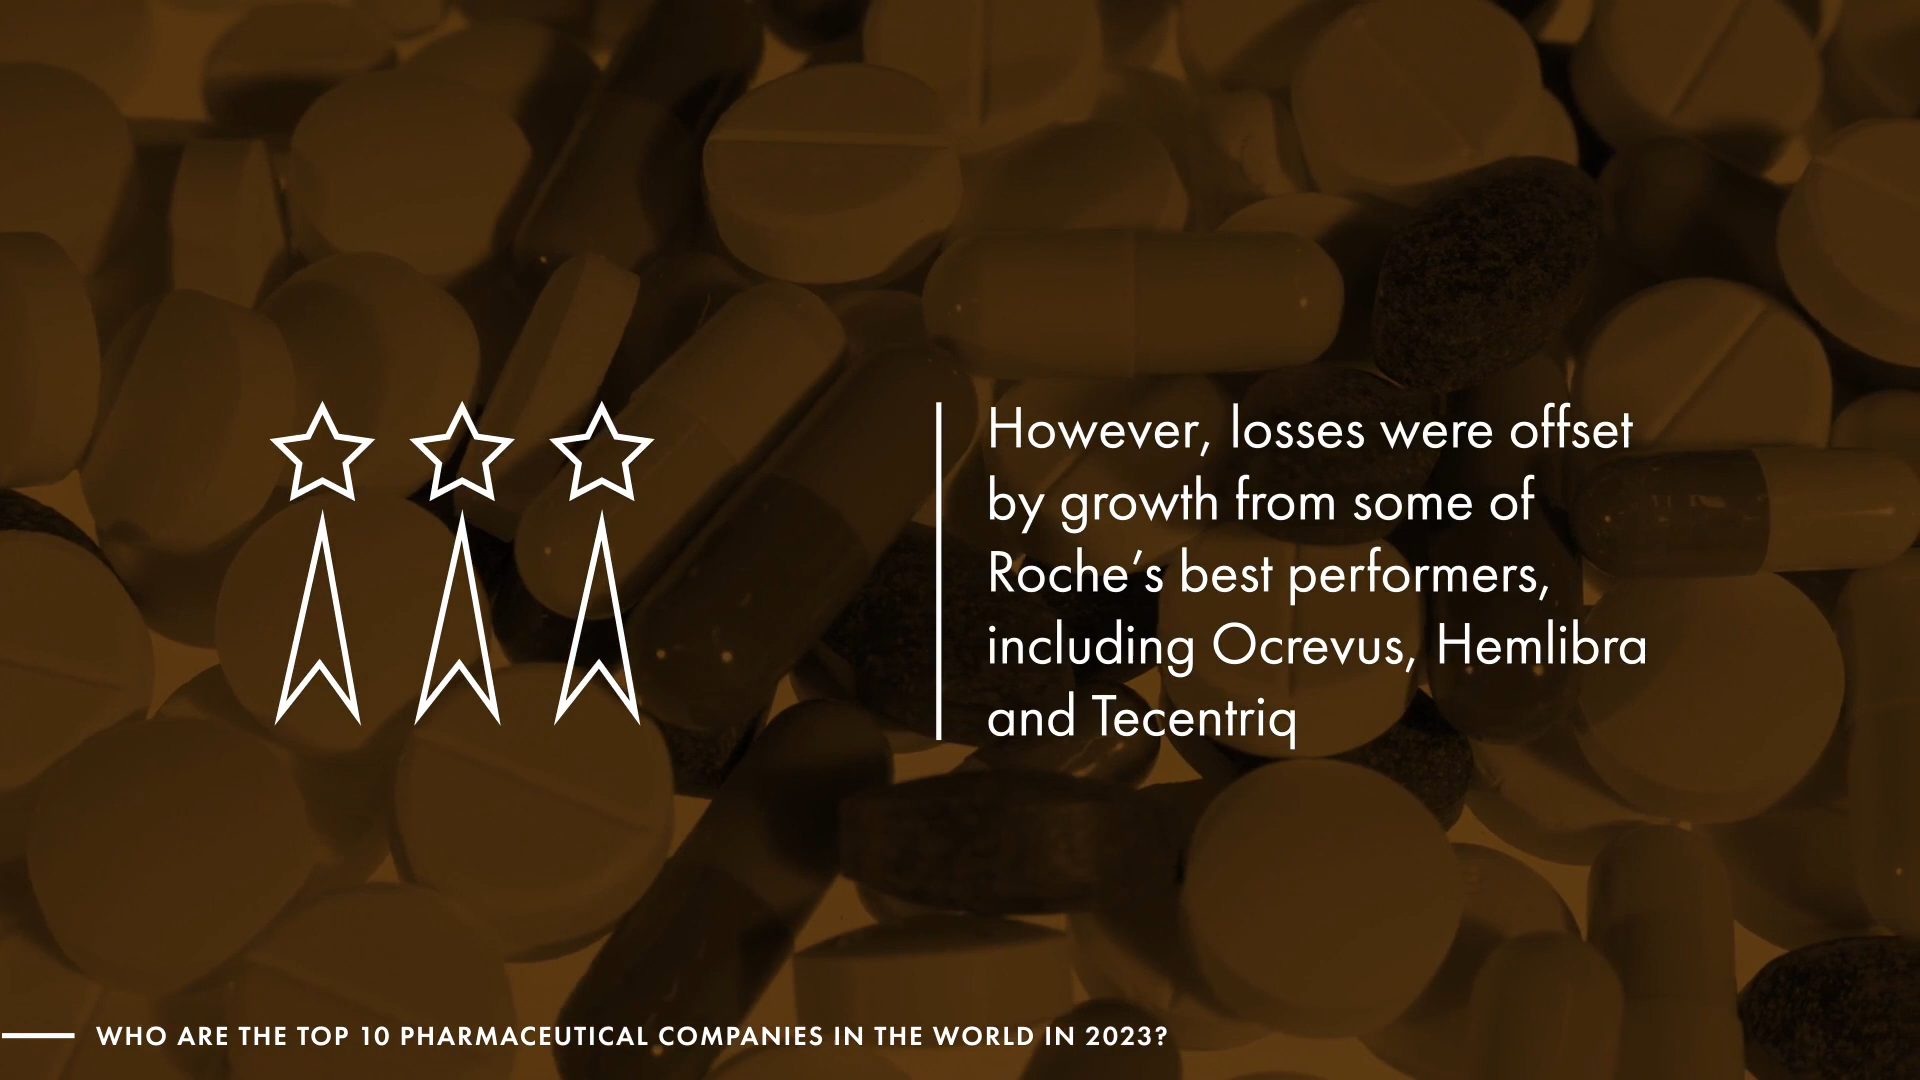 However, losses were offset
by growth from some of
Roche’s best performers,
including Ocrevus, Hemlibra
and Tecentriq
WHO ARE THE TOP 10 PHARMACEUTICAL COMPANIES IN THE WORLD IN 2023?